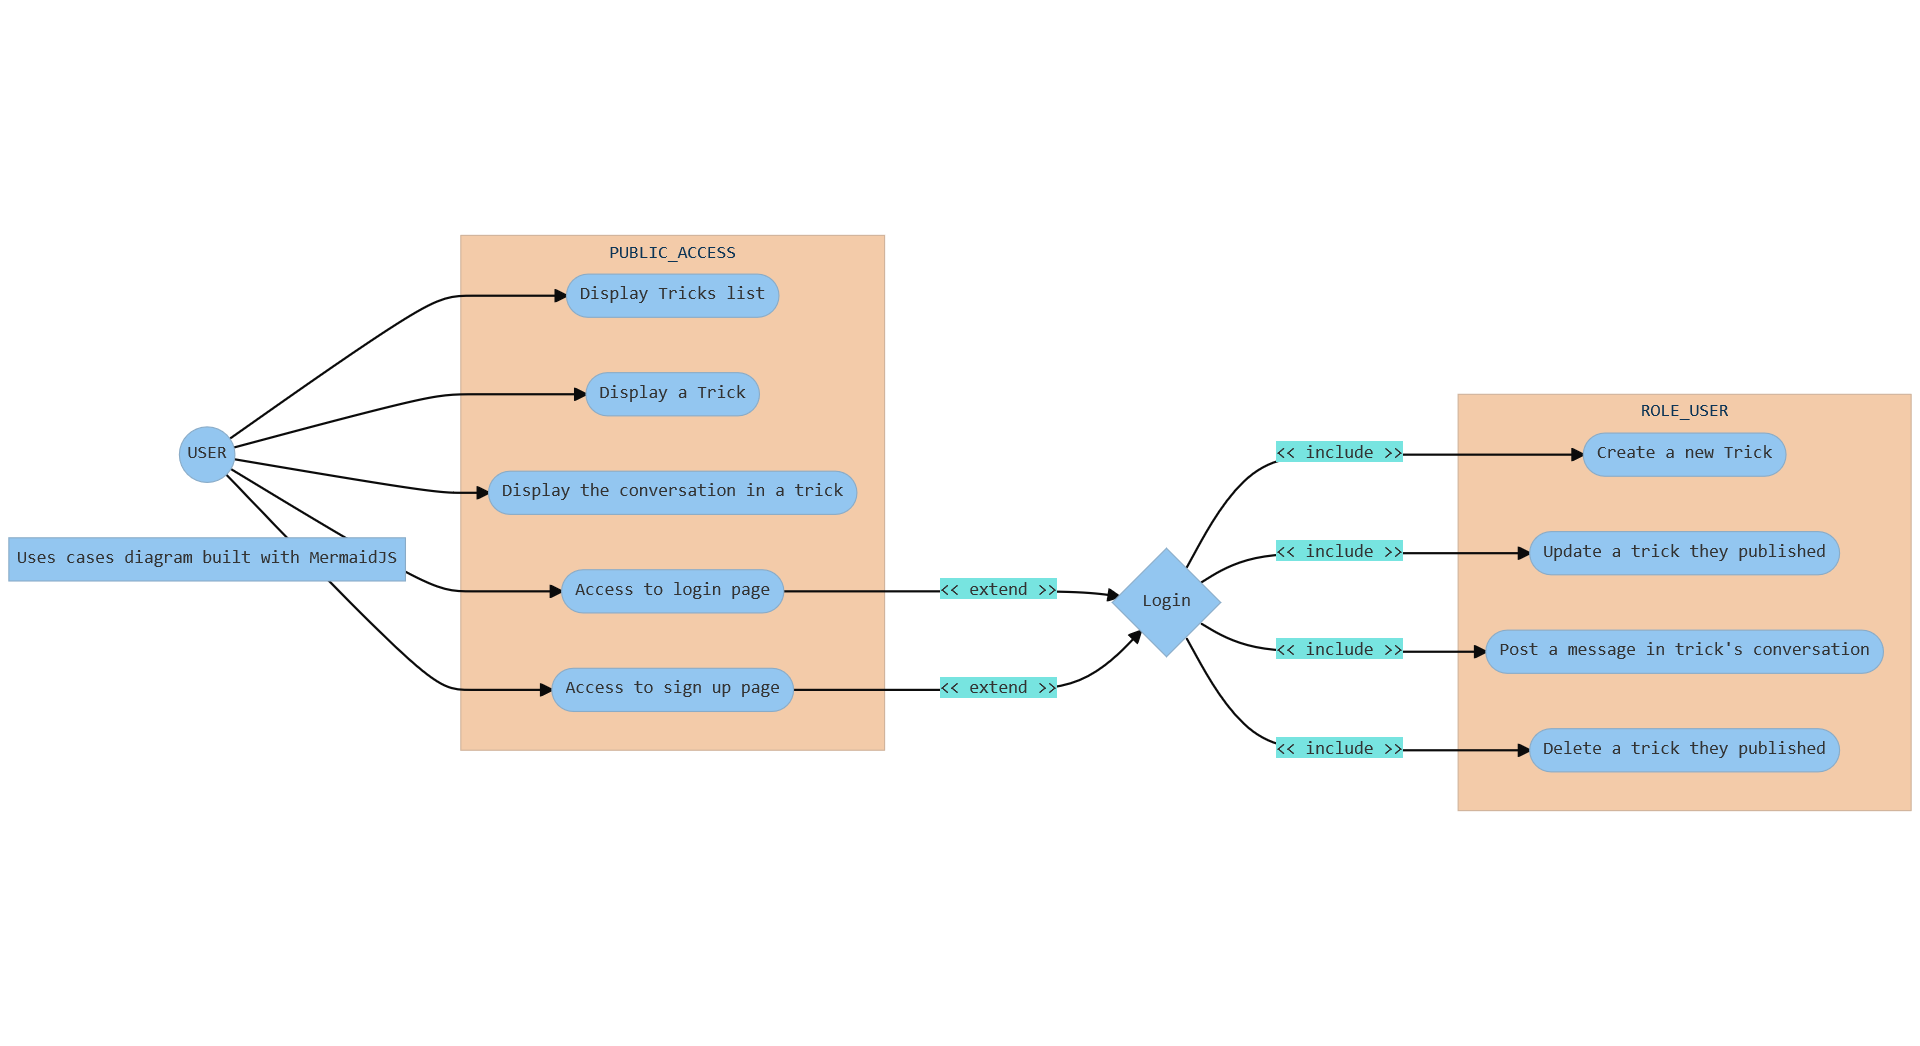 USER
Uses cases diagram built with MermaidJS
PUBLIC_ACCESS
Display Tricks list
Display a Trick
Display the conversation in a trick
Access to login page
Access to sign up page
<< extend >>
<< extend >>
Login
<< include >>
<< include >>
<< include >>
<< include >>
ROLE_USER
Create a new Trick
Update a trick they published
Post a message in trick's conversation
Delete a trick they published